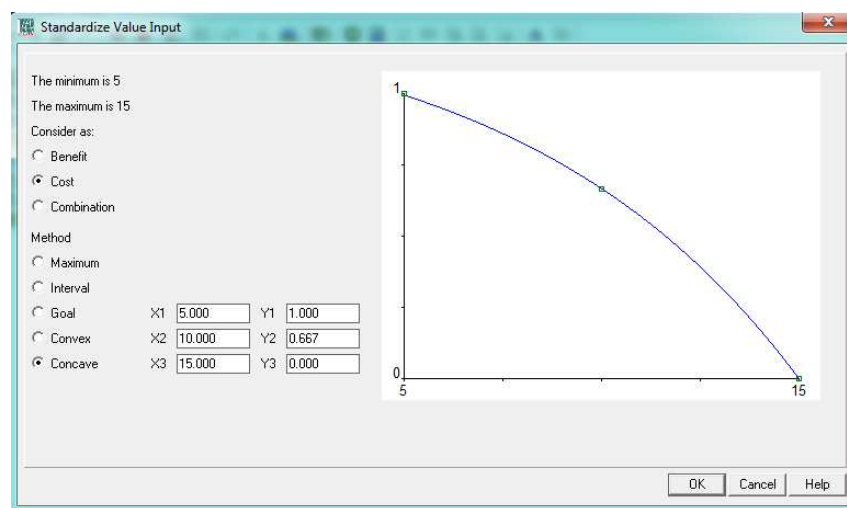 Standardize Value Input
The minimum is 5
The maximum is 15
Consider as:
Benefit
Cost
Combination
Method
Maximum
Interval
Goal X1 5.000 Y1 1.000
Convex X2 10.000 Y2 0.667
Concave X3 15.000 Y3 0.000
1
0
5 15
OK Cancel Help